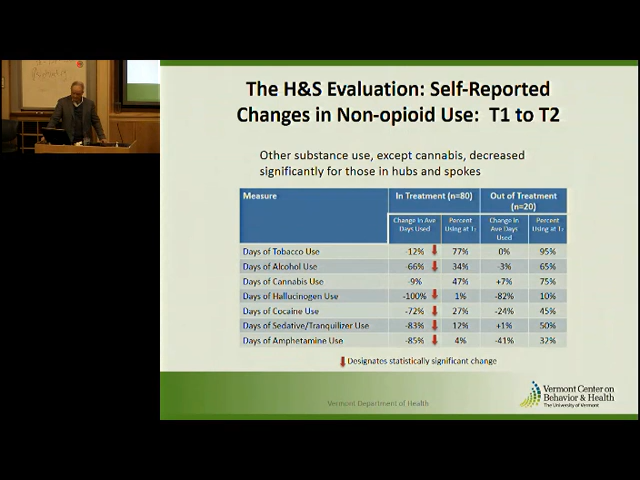 The H&S Evaluation: Self-Reported
Changes in Non-opioid Use: T1 to T2
Other substance use, except cannabis, decreased
significantly for those in hubs and spokes
Measure In Treatment (n=80) Out of Treatment
(n=20)
Change in Ave Days Used Percent Using at T₂ Change in Ave Days Used Percent Using at T₂
Days of Tobacco Use -12% 77% 0% 95%
Days of Alcohol Use -66% 34% -3% 65%
Days of Cannabis Use -9% 47% +7% 75%
Days of Hallucinogen Use -100% 1% -82% 10%
Days of Cocaine Use -72% 27% -24% 45%
Days of Sedative/Tranquilizer Use -83% 12% +1% 50%
Days of Amphetamine Use -85% 4% -41% 32%
Designates statistically significant change
Vermont Department of Health
Vermont Center on
Behavior & Health
The University of Vermont